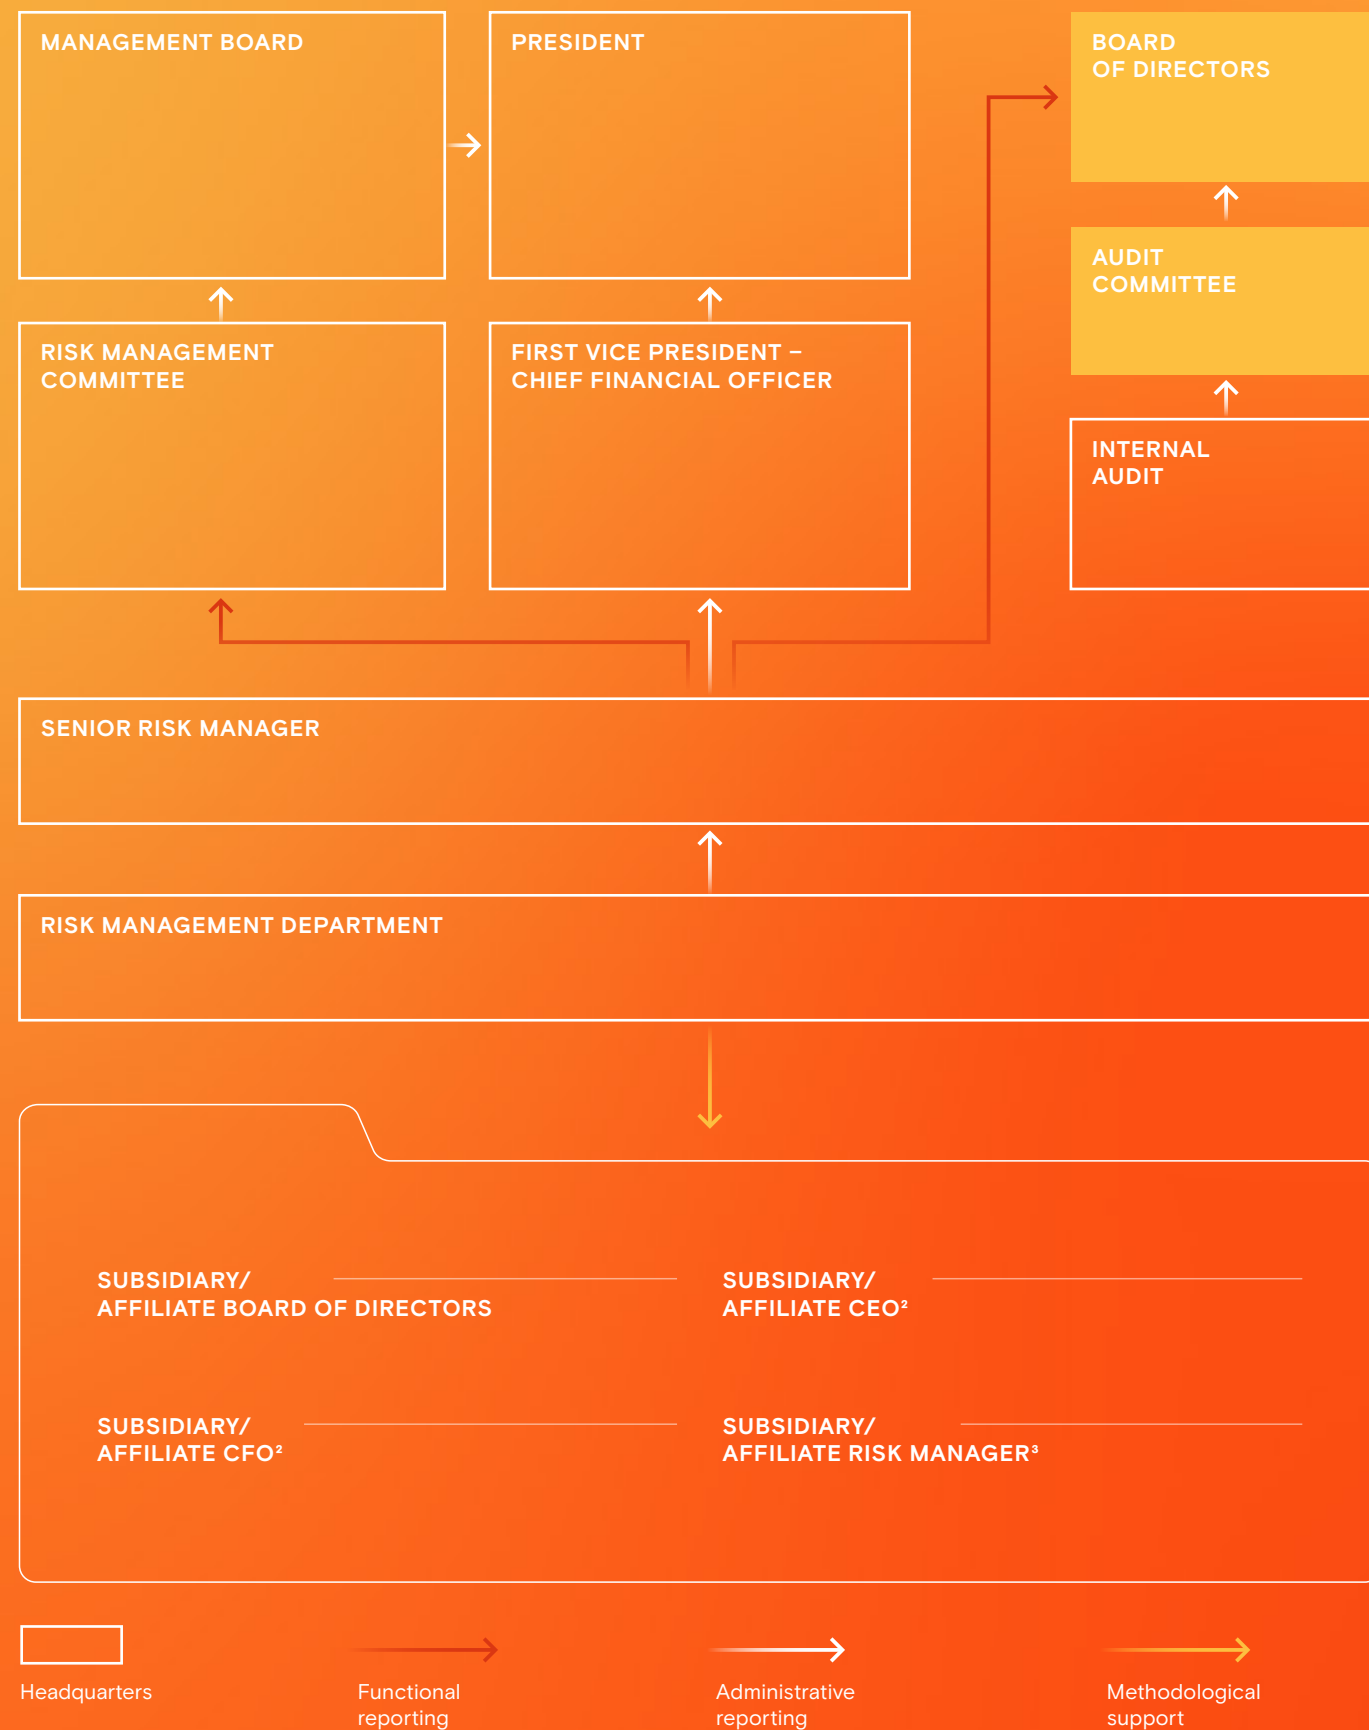 MANAGEMENT BOARD
PRESIDENT
BOARD
OF DIRECTORS
AUDIT
COMMITTEE
RISK MANAGEMENT
COMMITTEE
FIRST VICE PRESIDENT –
CHIEF FINANCIAL OFFICER
INTERNAL
AUDIT
SENIOR RISK MANAGER
RISK MANAGEMENT DEPARTMENT
SUBSIDIARY/
AFFILIATE BOARD OF DIRECTORS
SUBSIDIARY/
AFFILIATE CEO²
SUBSIDIARY/
AFFILIATE CFO²
SUBSIDIARY/
AFFILIATE RISK MANAGER³
Headquarters
Functional
reporting
Administrative
reporting
Methodological
support